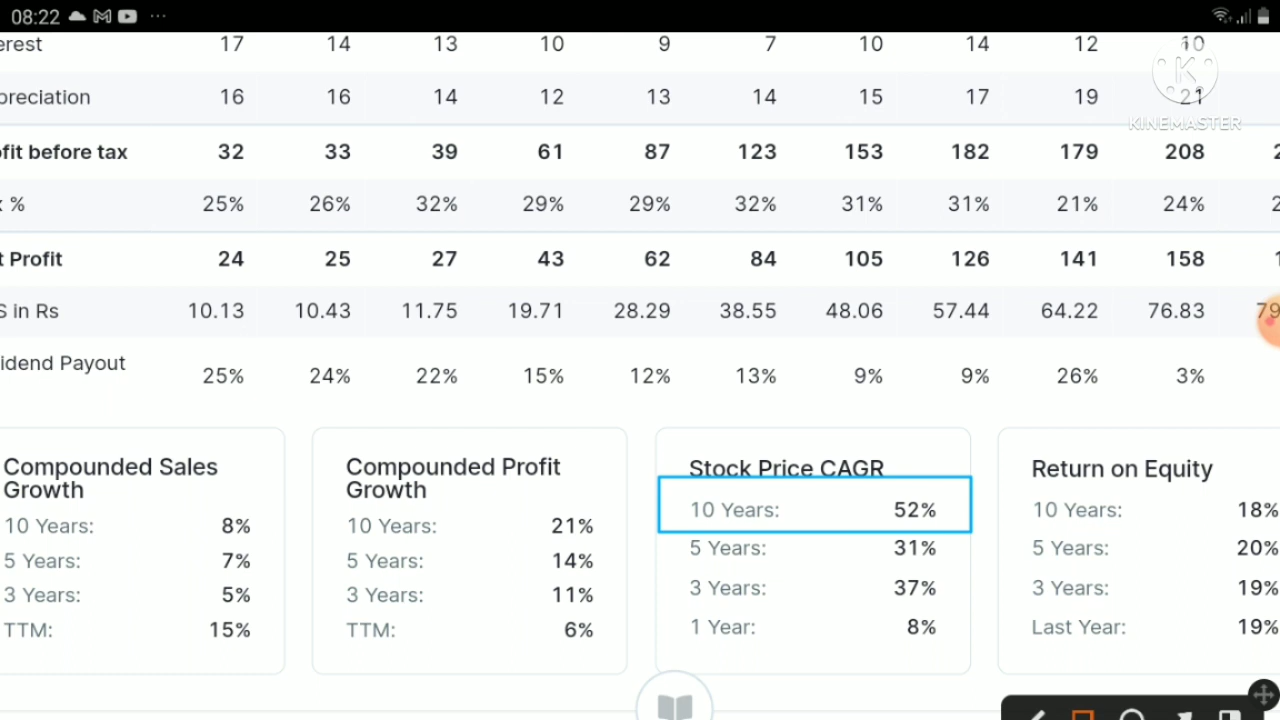 08:22
erest 17 14 13 10 9 7 10 14 12 10
preciation 16 16 14 12 13 14 15 17 19 21
KINEMASTER
ofit before tax 32 33 39 61 87 123 153 182 179 208 2
x % 25% 26% 32% 29% 29% 32% 31% 31% 21% 24% 2
t Profit 24 25 27 43 62 84 105 126 141 158 1
S in Rs 10.13 10.43 11.75 19.71 28.29 38.55 48.06 57.44 64.22 76.83 79
idend Payout 25% 24% 22% 15% 12% 13% 9% 9% 26% 3%
Compounded Sales
Growth
10 Years: 8%
5 Years: 7%
3 Years: 5%
TTM: 15%
Compounded Profit
Growth
10 Years: 21%
5 Years: 14%
3 Years: 11%
TTM: 6%
Stock Price CAGR
10 Years: 52%
5 Years: 31%
3 Years: 37%
1 Year: 8%
Return on Equity
10 Years: 18%
5 Years: 20%
3 Years: 19%
Last Year: 19%